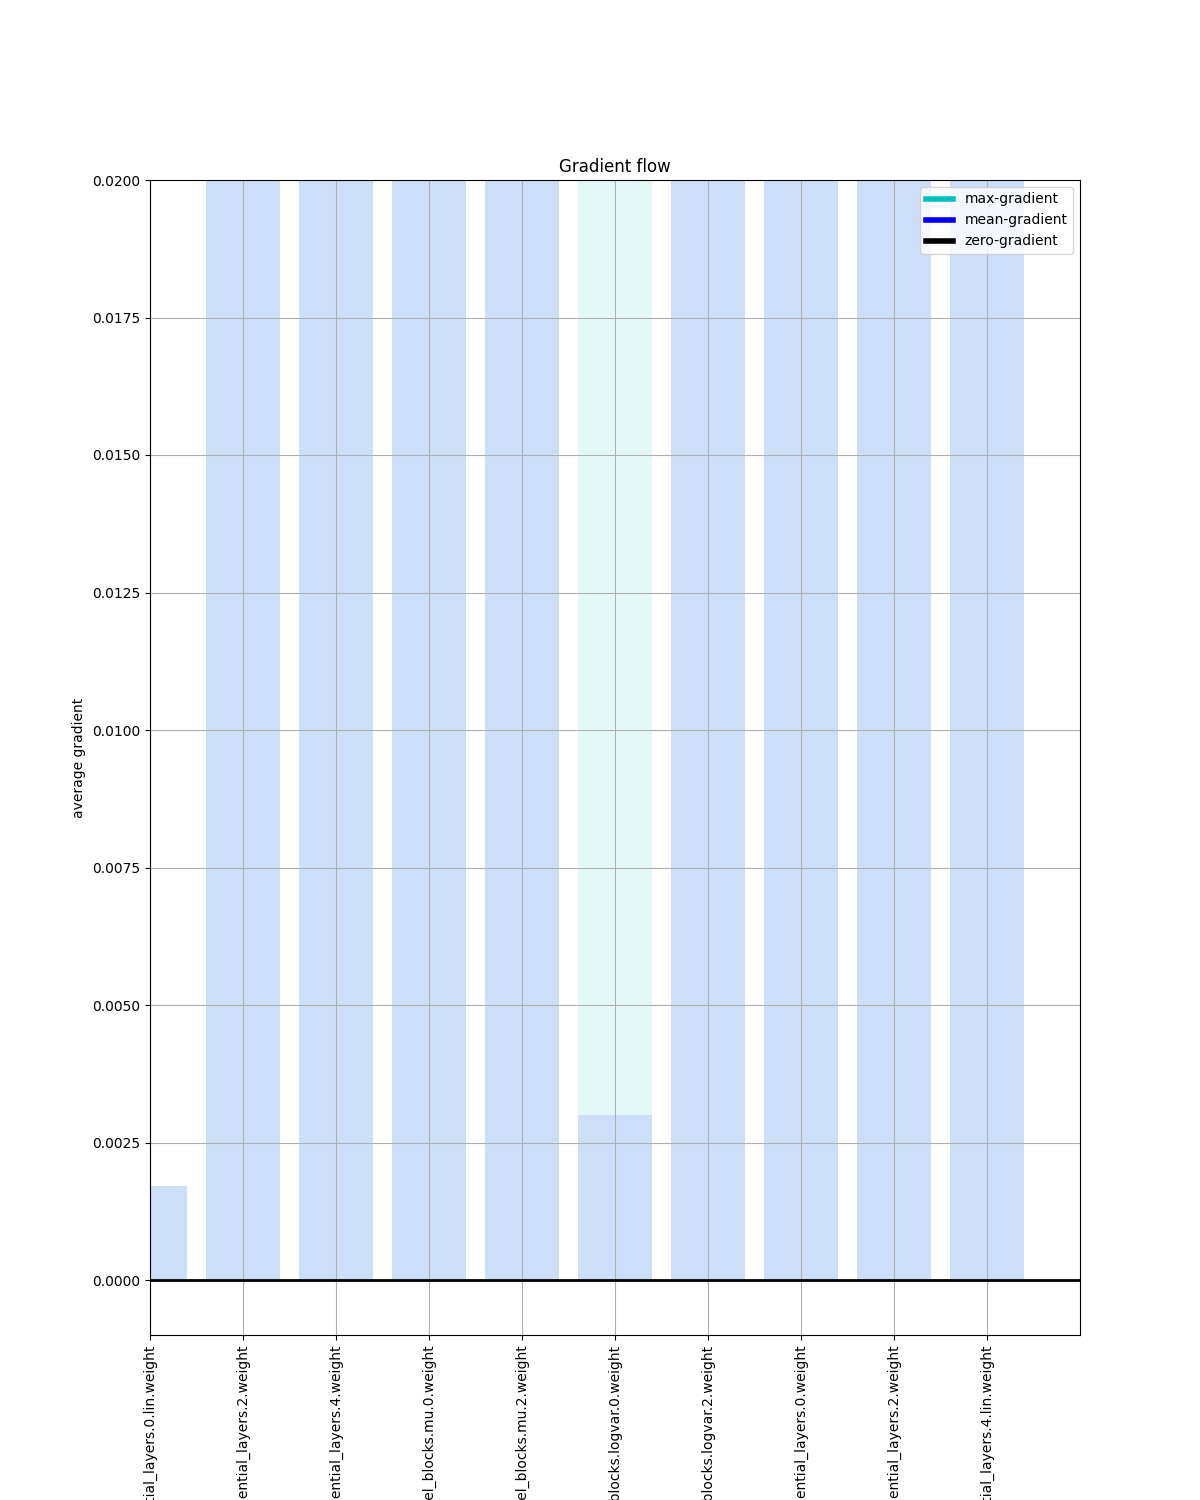 Gradient flow
max-gradient
mean-gradient
zero-gradient
0.0200
0.0175
0.0150
0.0125
0.0100
0.0075
0.0050
0.0025
0.0000
average gradient
tial_layers.0.lin.weight
ential_layers.2.weight
ential_layers.4.weight
el_blocks.mu.0.weight
el_blocks.mu.2.weight
blocks.logvar.0.weight
blocks.logvar.2.weight
ential_layers.0.weight
ential_layers.2.weight
tial_layers.4.lin.weight